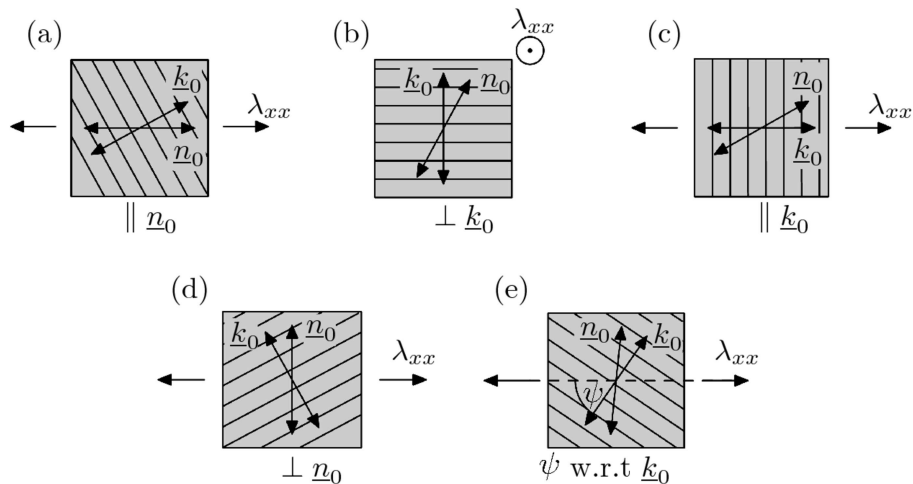 (a)
k₀
λₓₓ
n₀
∥ n₀
(b)
λₓₓ
k₀ n₀
⊥ k₀
(c)
n₀
λₓₓ
k₀
∥ k₀
(d)
k₀ n₀
λₓₓ
⊥ n₀
(e)
n₀ k₀
λₓₓ
ψ
ψ w.r.t k₀